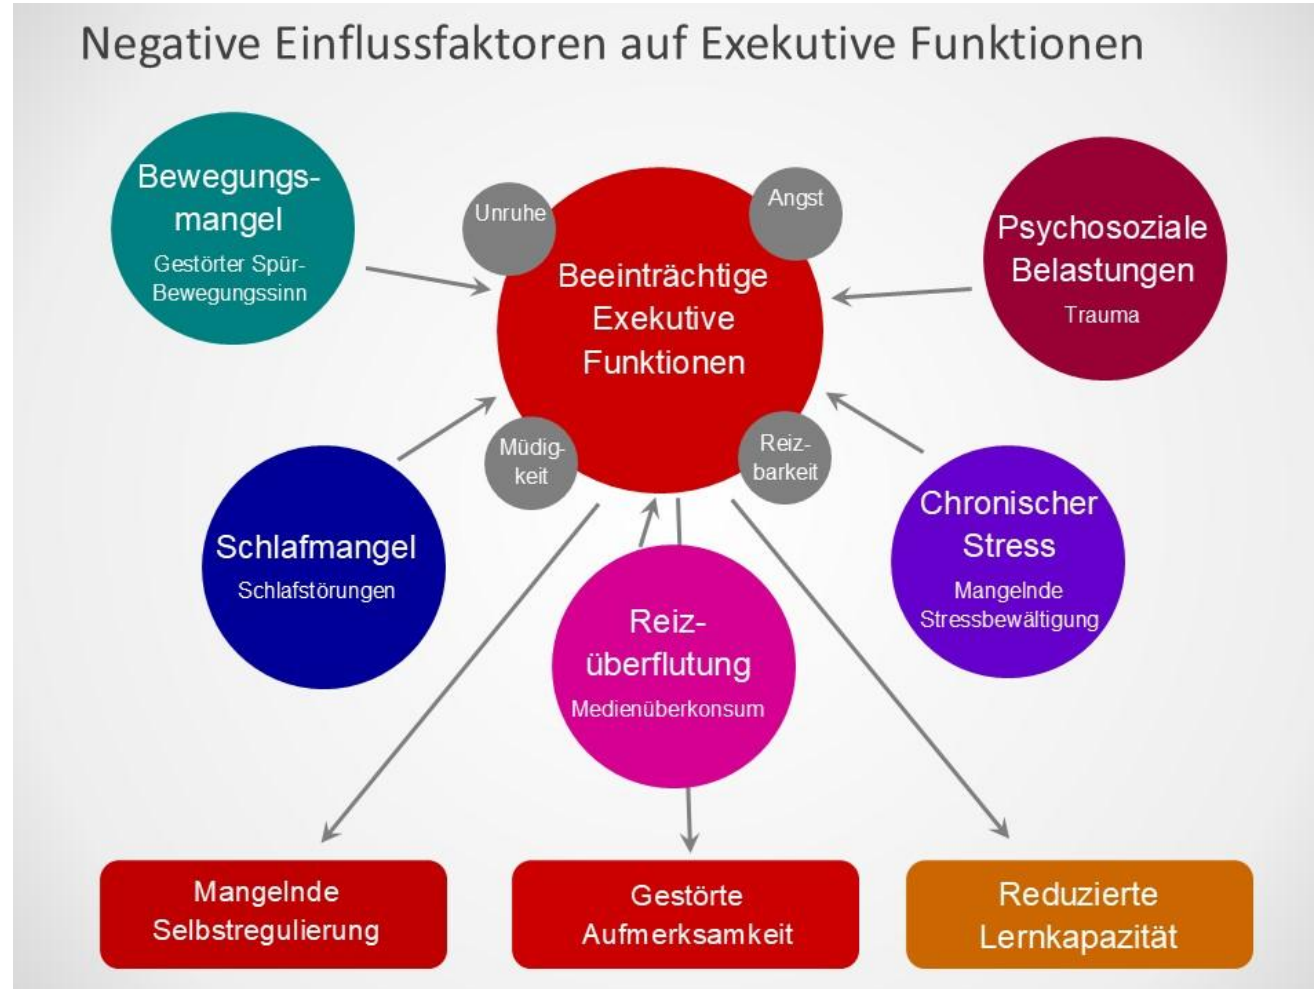 Negative Einflussfaktoren auf Exekutive Funktionen
Bewegungs-
mangel
Gestörter Spür-
Bewegungssinn
Unruhe
Angst
Beeinträchtige
Exekutive
Funktionen
Psychosoziale
Belastungen
Trauma
Müdig-
keit
Reiz-
barkeit
Schlafmangel
Schlafstörungen
Chronischer
Stress
Mangelnde
Stressbewältigung
Reiz-
überflutung
Medienüberkonsum
Mangelnde
Selbstregulierung
Gestörte
Aufmerksamkeit
Reduzierte
Lernkapazität